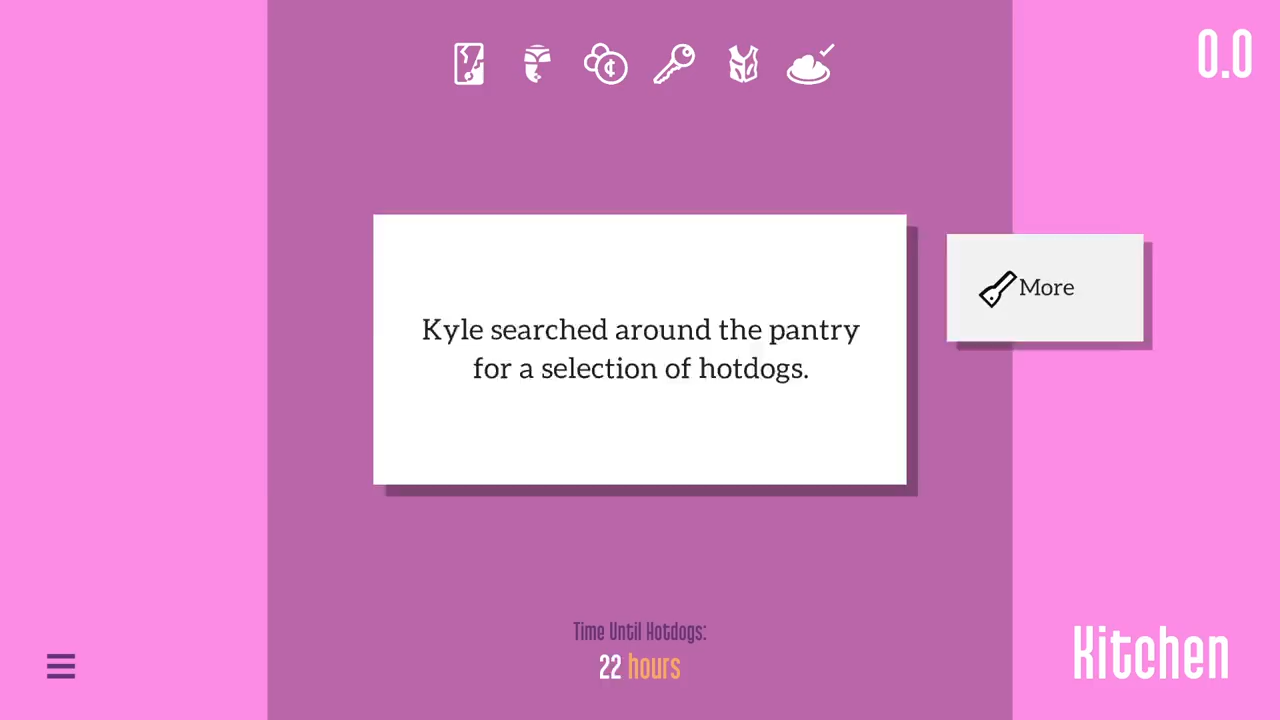 0.0
Kyle searched around the pantry
for a selection of hotdogs.
More
Time Until Hotdogs:
22 hours
Kitchen